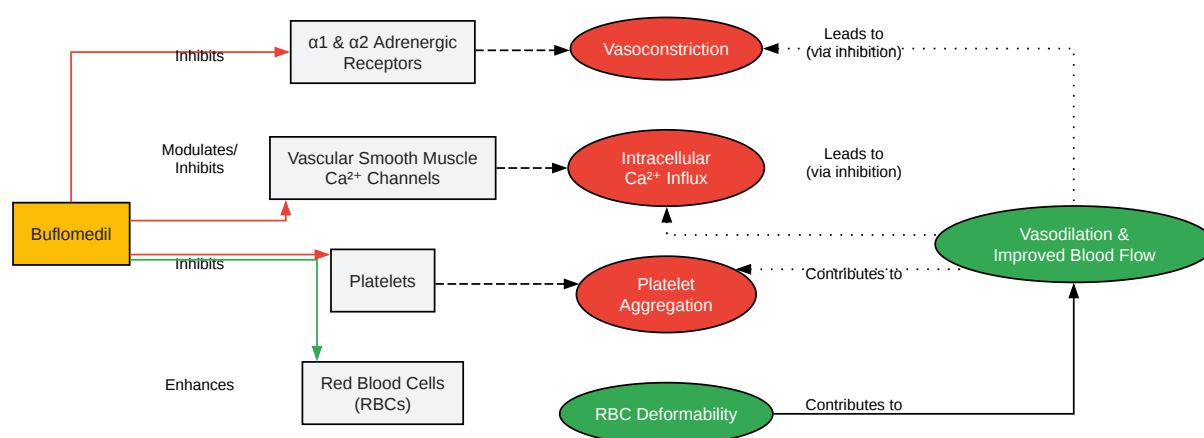 Inhibits
α1 & α2 Adrenergic
Receptors
Vasoconstriction
Leads to
(via inhibition)
Modulates/
Inhibits
Vascular Smooth Muscle
Ca²⁺ Channels
Intracellular
Ca²⁺ Influx
Leads to
(via inhibition)
Buflomedil
Vasodilation &
Improved Blood Flow
Inhibits
Platelets
Platelet
Aggregation
Contributes to
Enhances
Red Blood Cells
(RBCs)
RBC Deformability
Contributes to